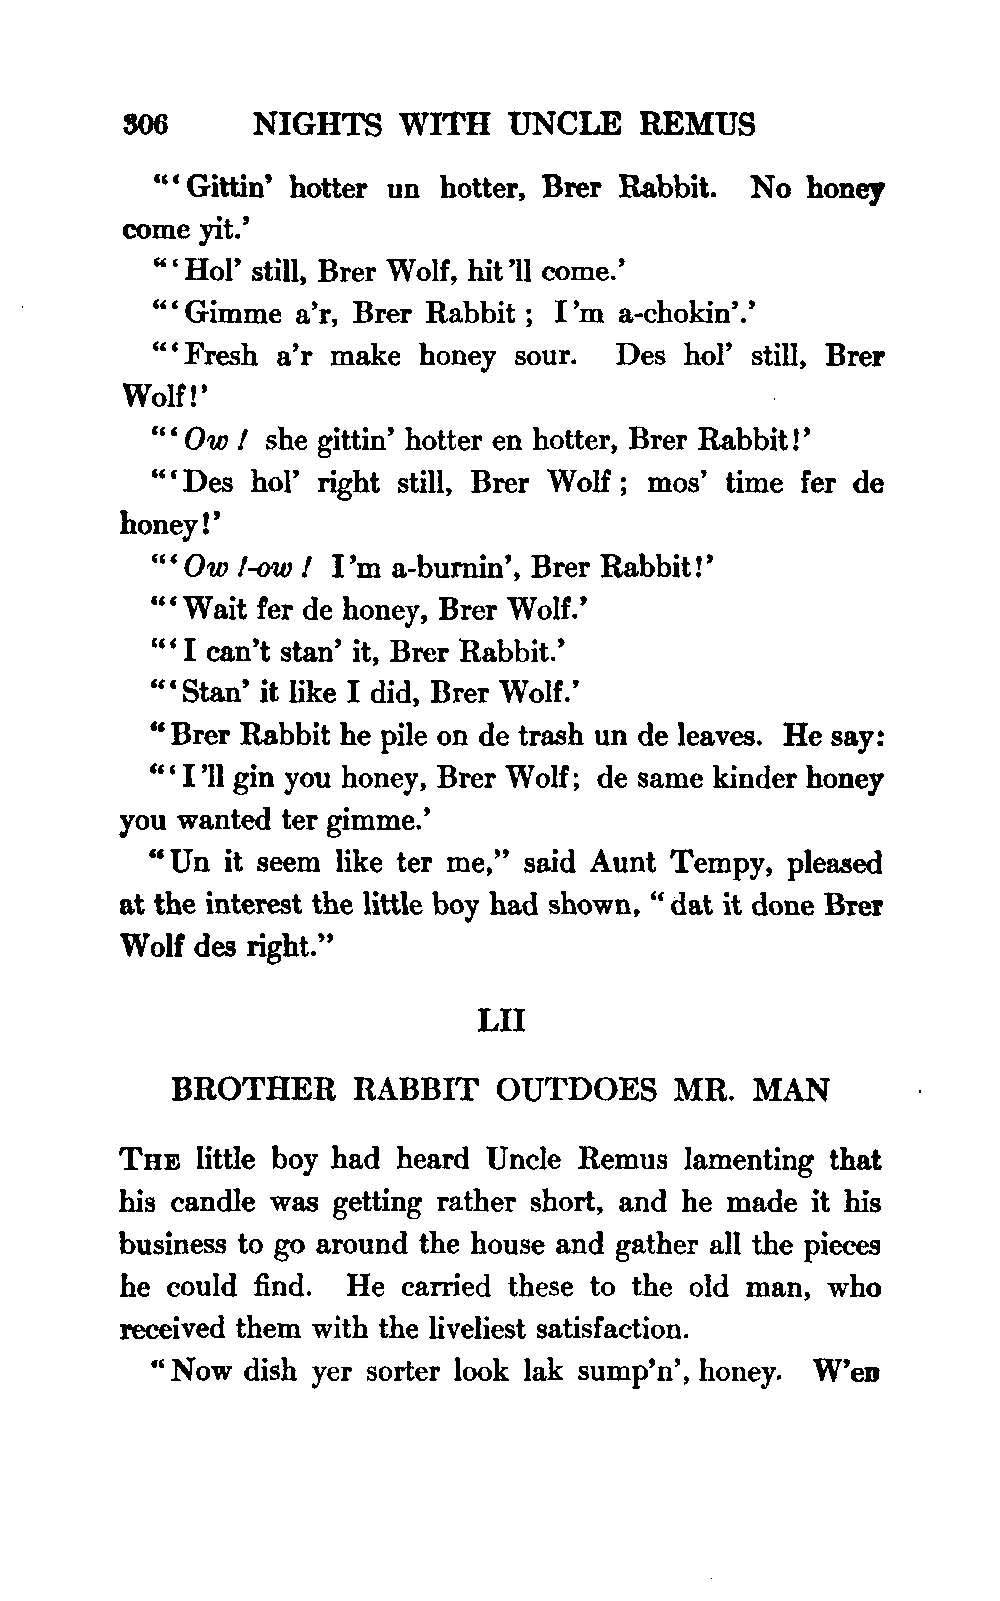 306 NIGHTS WITH UNCLE REMUS
"'Gittin' hotter un hotter, Brer Rabbit. No honey
come yit.'
"'Hol' still, Brer Wolf, hit 'll come.'
"'Gimme a'r, Brer Rabbit; I 'm a-chokin'.'
"'Fresh a'r make honey sour. Des hol' still, Brer
Wolf!'
"'Ow! she gittin' hotter en hotter, Brer Rabbit!'
"'Des hol' right still, Brer Wolf; mos' time fer de
honey!'
"'Ow!-ow! I 'm a-burnin', Brer Rabbit!'
"'Wait fer de honey, Brer Wolf.'
"'I can't stan' it, Brer Rabbit.'
"'Stan' it like I did, Brer Wolf.'
"Brer Rabbit he pile on de trash un de leaves. He say:
"'I 'll gin you honey, Brer Wolf; de same kinder honey
you wanted ter gimme.'
"Un it seem like ter me," said Aunt Tempy, pleased
at the interest the little boy had shown, "dat it done Brer
Wolf des right."
LII
BROTHER RABBIT OUTDOES MR. MAN
THE little boy had heard Uncle Remus lamenting that
his candle was getting rather short, and he made it his
business to go around the house and gather all the pieces
he could find. He carried these to the old man, who
received them with the liveliest satisfaction.
"Now dish yer sorter look lak sump'n', honey. W'en